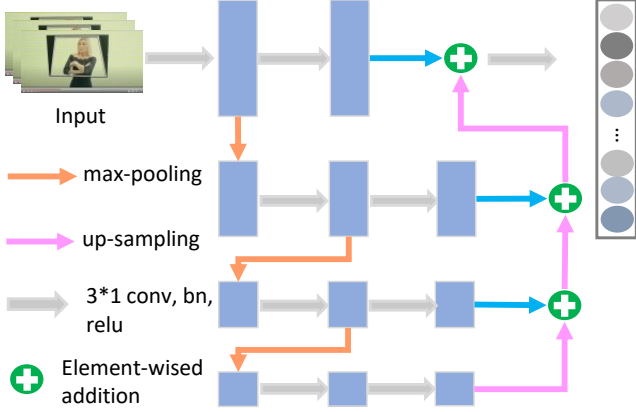 Input
max-pooling
up-sampling
3*1 conv, bn,
relu
Element-wised
addition
...